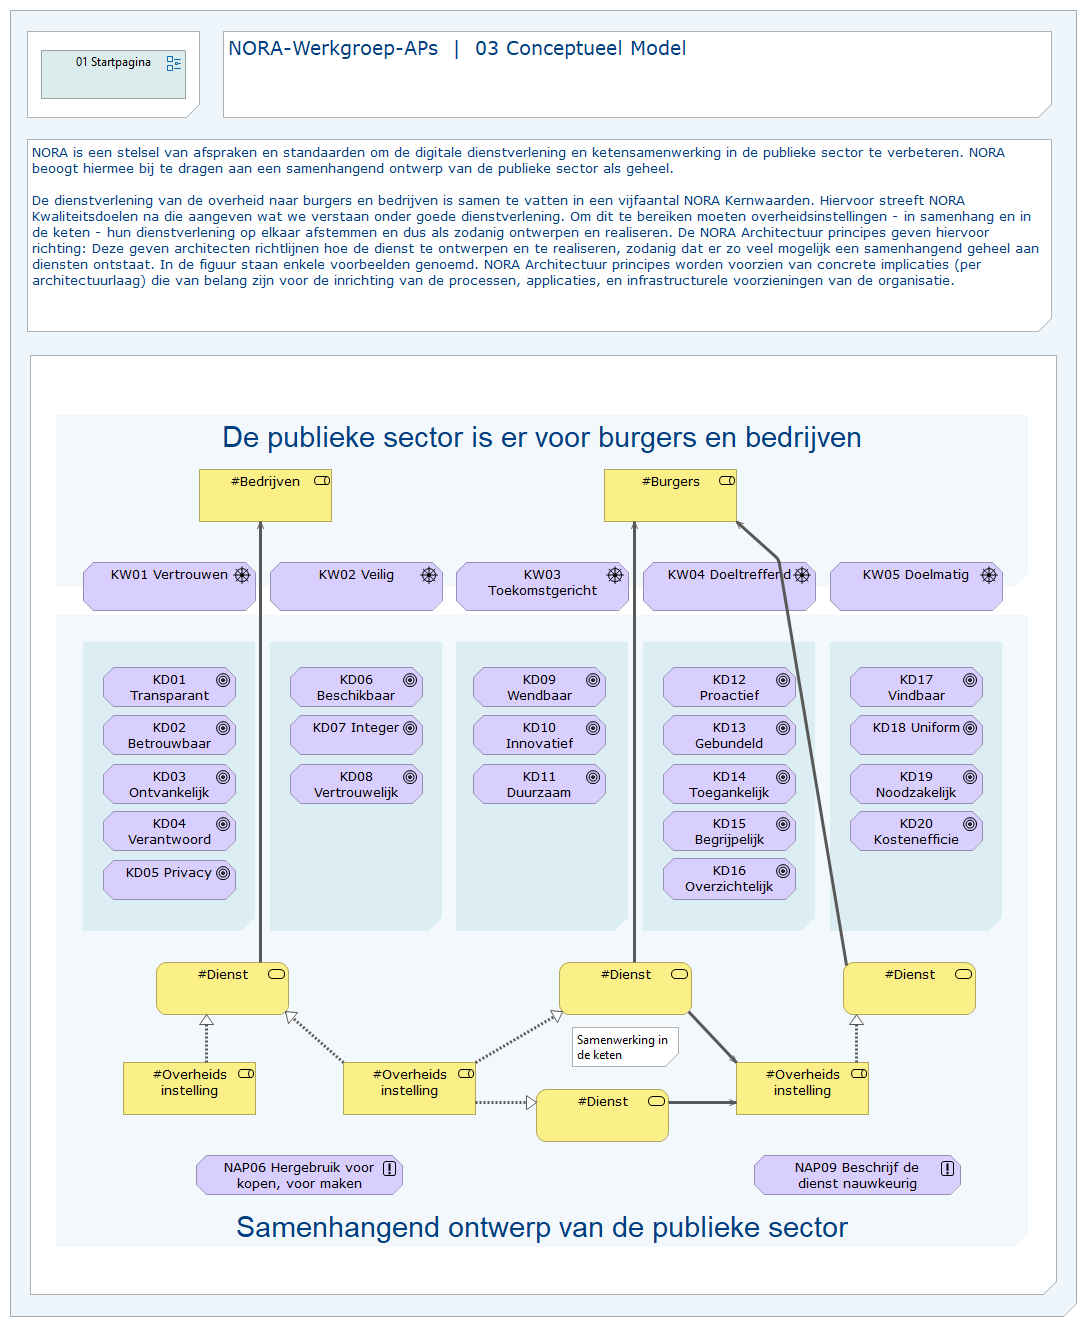 01 Startpagina
NORA-Werkgroep-APs | 03 Conceptueel Model
NORA is een stelsel van afspraken en standaarden om de digitale dienstverlening en ketensamenwerking in de publieke sector te verbeteren. NORA
beoogt hiermee bij te dragen aan een samenhangend ontwerp van de publieke sector als geheel.
De dienstverlening van de overheid naar burgers en bedrijven is samen te vatten in een vijfaantal NORA Kernwaarden. Hiervoor streeft NORA
Kwaliteitsdoelen na die aangeven wat we verstaan onder goede dienstverlening. Om dit te bereiken moeten overheidsinstellingen - in samenhang en in
de keten - hun dienstverlening op elkaar afstemmen en dus als zodanig ontwerpen en realiseren. De NORA Architectuur principes geven hiervoor
richting: Deze geven architecten richtlijnen hoe de dienst te ontwerpen en te realiseren, zodanig dat er zo veel mogelijk een samenhangend geheel aan
diensten ontstaat. In de figuur staan enkele voorbeelden genoemd. NORA Architectuur principes worden voorzien van concrete implicaties (per
architectuurlaag) die van belang zijn voor de inrichting van de processen, applicaties, en infrastructurele voorzieningen van de organisatie.
De publieke sector is er voor burgers en bedrijven
#Bedrijven
#Burgers
KW01 Vertrouwen
KW02 Veilig
KW03
Toekomstgericht
KW04 Doeltreffend
KW05 Doelmatig
KD01
Transparant
KD02
Betrouwbaar
KD03
Ontvankelijk
KD04
Verantwoord
KD05 Privacy
KD06
Beschikbaar
KD07 Integer
KD08
Vertrouwelijk
KD09
Wendbaar
KD10
Innovatief
KD11
Duurzaam
KD12
Proactief
KD13
Gebundeld
KD14
Toegankelijk
KD15
Begrijpelijk
KD16
Overzichtelijk
KD17
Vindbaar
KD18 Uniform
KD19
Noodzakelijk
KD20
Kostenefficie
#Dienst
#Dienst
#Dienst
Samenwerking in
de keten
#Overheids
instelling
#Overheids
instelling
#Overheids
instelling
#Dienst
NAP06 Hergebruik voor
kopen, voor maken
NAP09 Beschrijf de
dienst nauwkeurig
Samenhangend ontwerp van de publieke sector